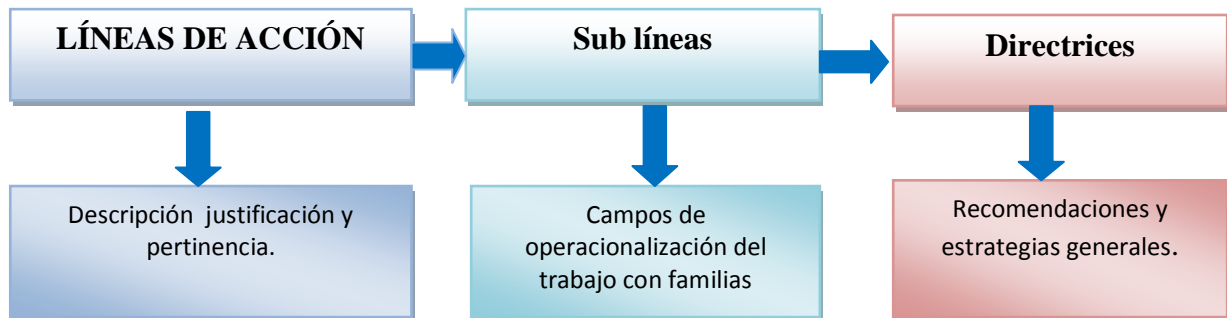 LÍNEAS DE ACCIÓN
Sub líneas
Directrices
Descripción justificación y
pertinencia.
Campos de
operacionalización del
trabajo con familias
Recomendaciones y
estrategias generales.